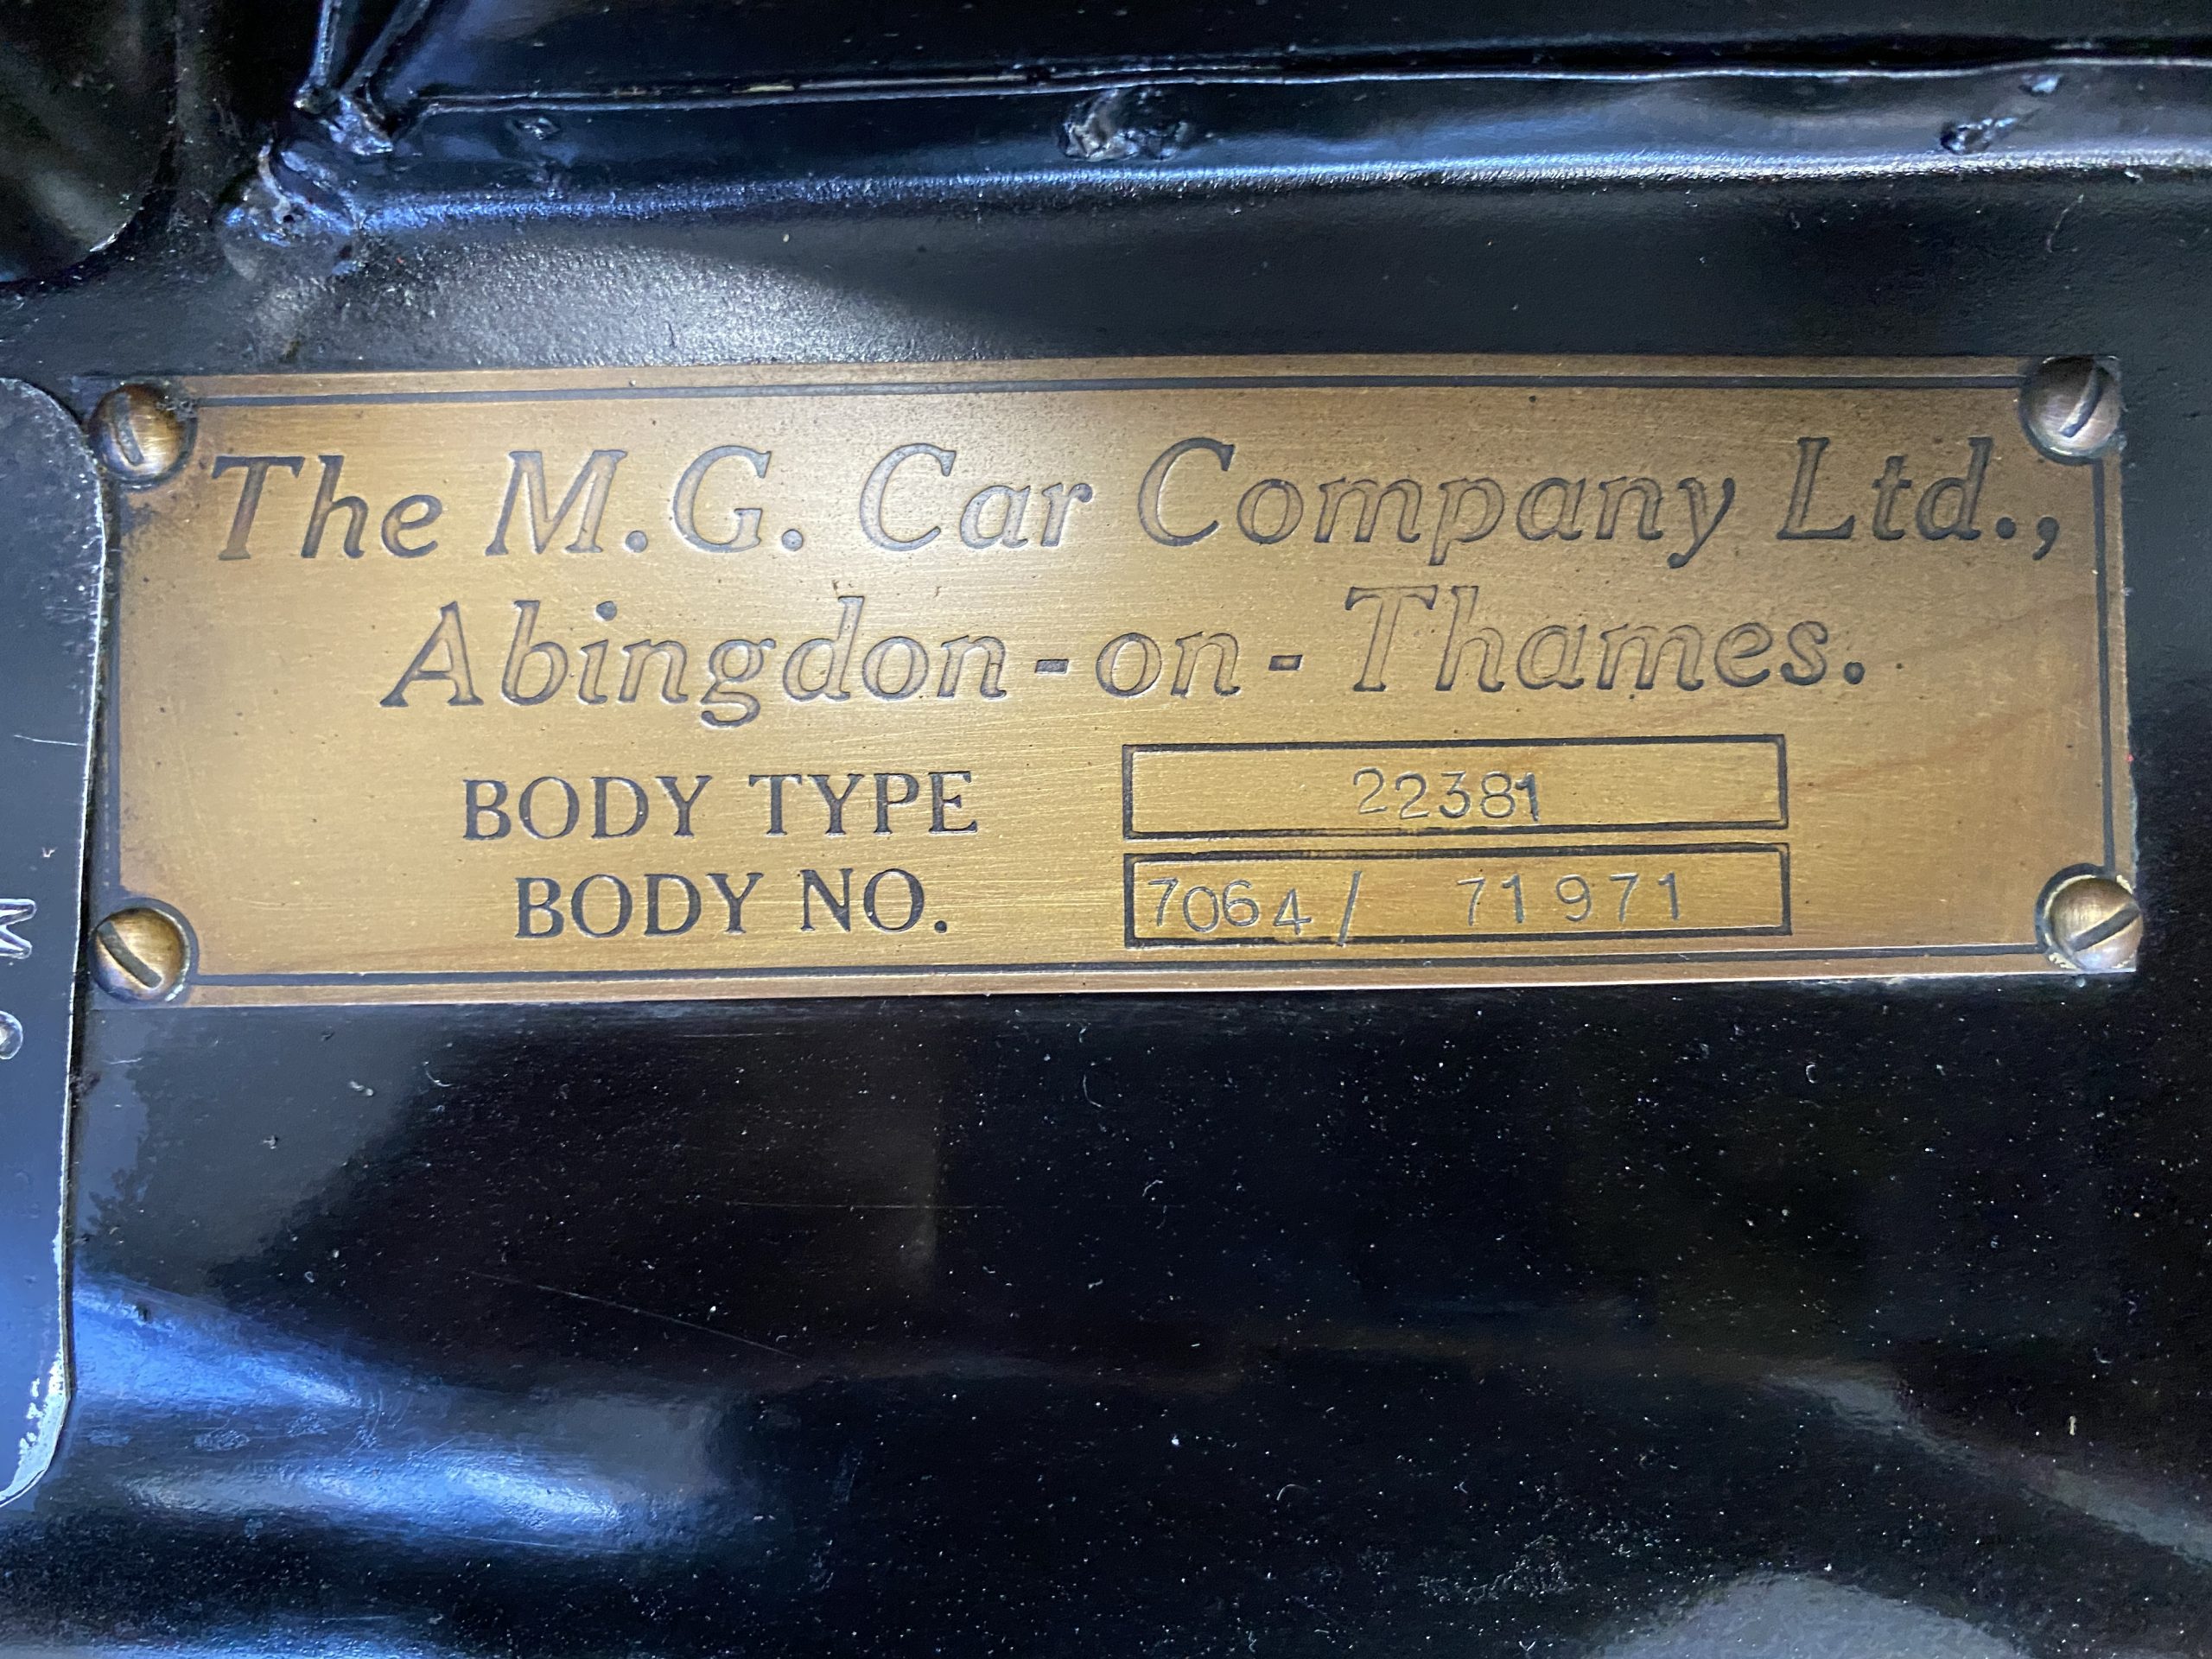 The M.G. Car Company Ltd.,
Abingdon-on-Thames.
BODY TYPE 22381
BODY NO. 7064/ 71971
M